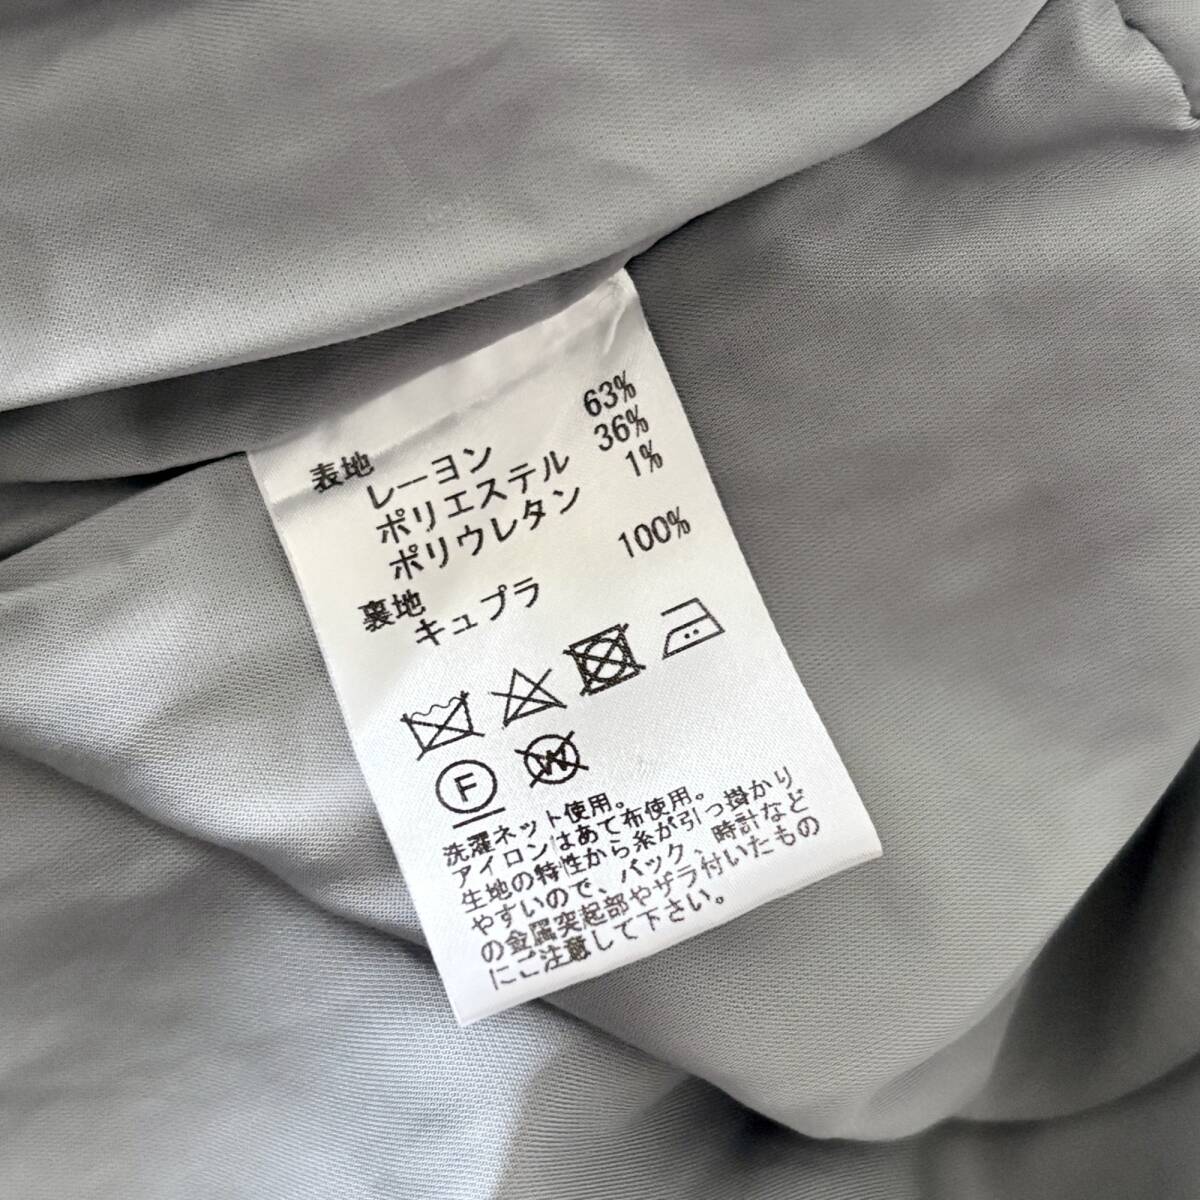 表地
レーヨン 63%
ポリエステル 36%
ポリウレタン 1%
裏地
キュプラ 100%
F W
洗濯ネット使用。
アイロンはあて布使用。
生地の特性から糸が引っ掛かり
やすいので、バック、時計など
の金属突起部やザラ付いたもの
にご注意して下さい。